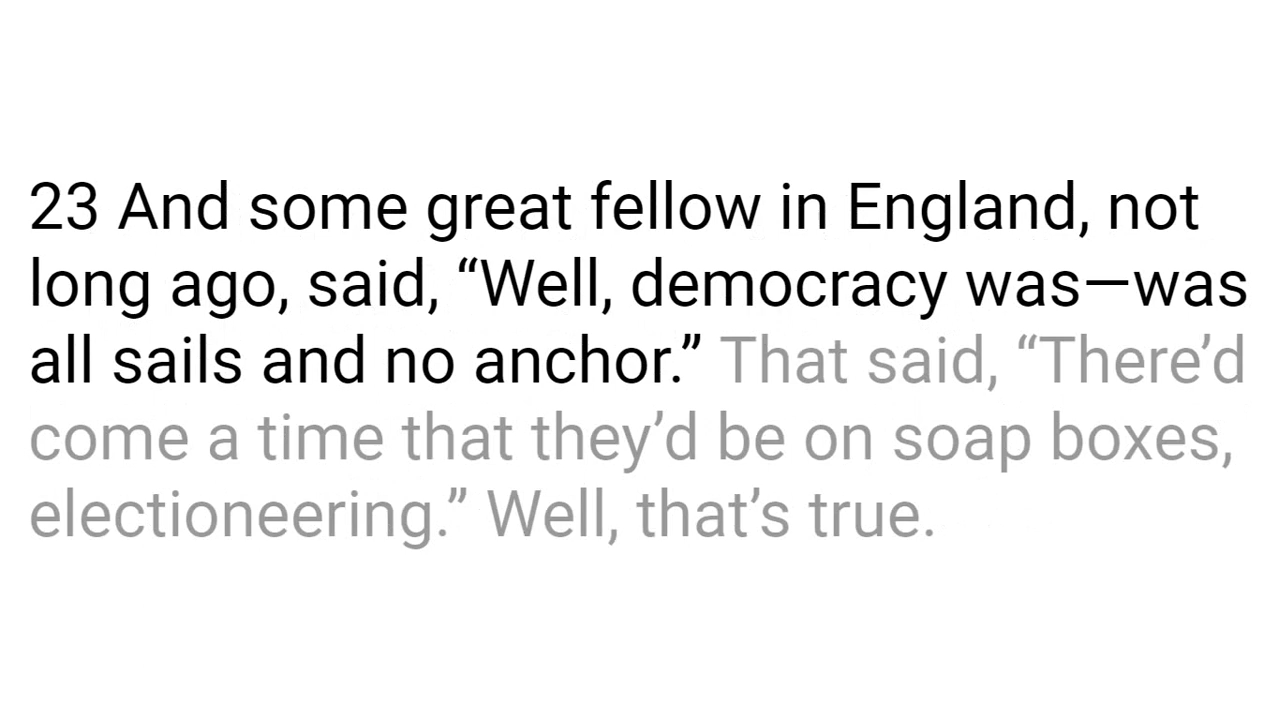 23 And some great fellow in England, not
long ago, said, “Well, democracy was—was
all sails and no anchor.” That said, “There’d
come a time that they’d be on soap boxes,
electioneering.” Well, that’s true.